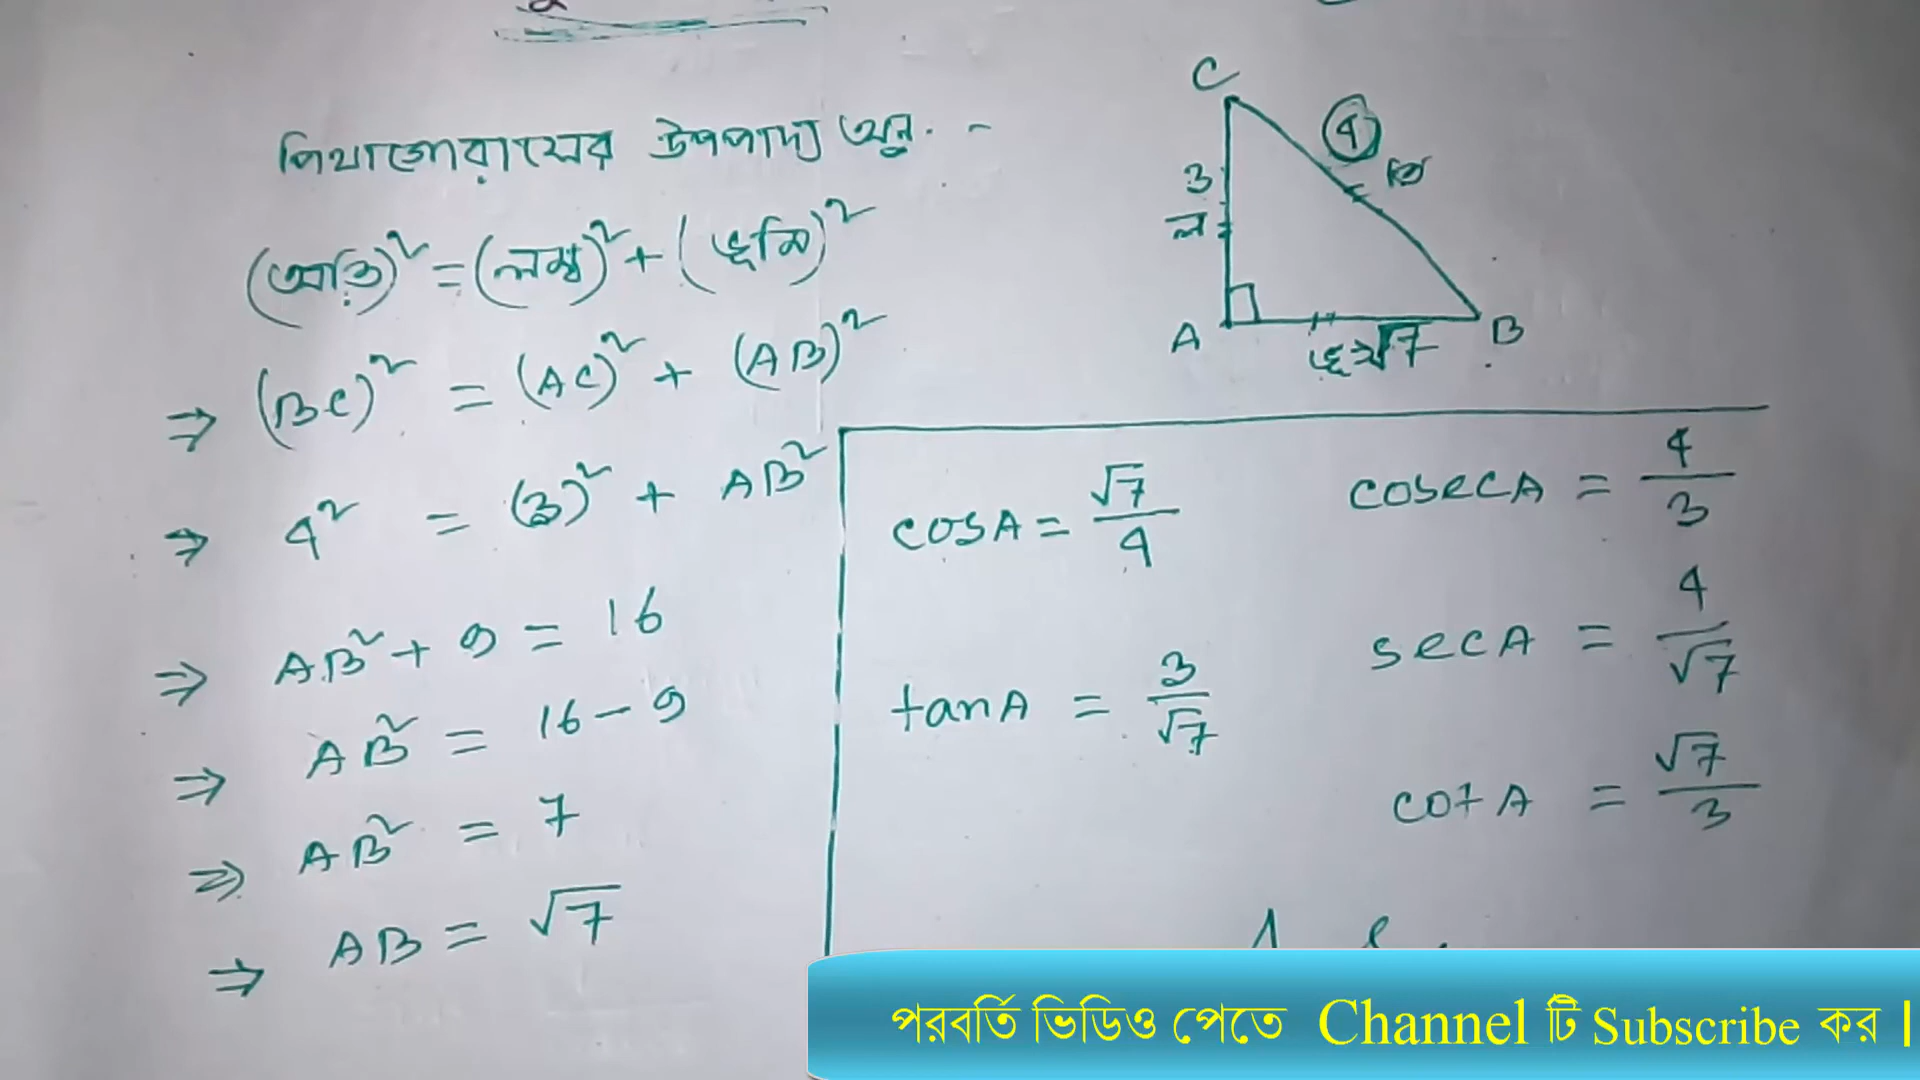 পিথাগোরাসের উপপাদ্য অনু. -
(অতি)² = (লম্ব)² + (ভূমি)²
⇒ (BC)² = (AC)² + (AB)²
⇒ 4² = (3)² + AB²
⇒ AB² + 9 = 16
⇒ AB² = 16 - 9
⇒ AB² = 7
⇒ AB = √7
C
4
3
ল
A
√7
B
cosA = √7/4
cosecA = 4/3
secA = 4/√7
tanA = 3/√7
cotA = √7/3
পরবর্তি ভিডিও পেতে Channel টি Subscribe কর |